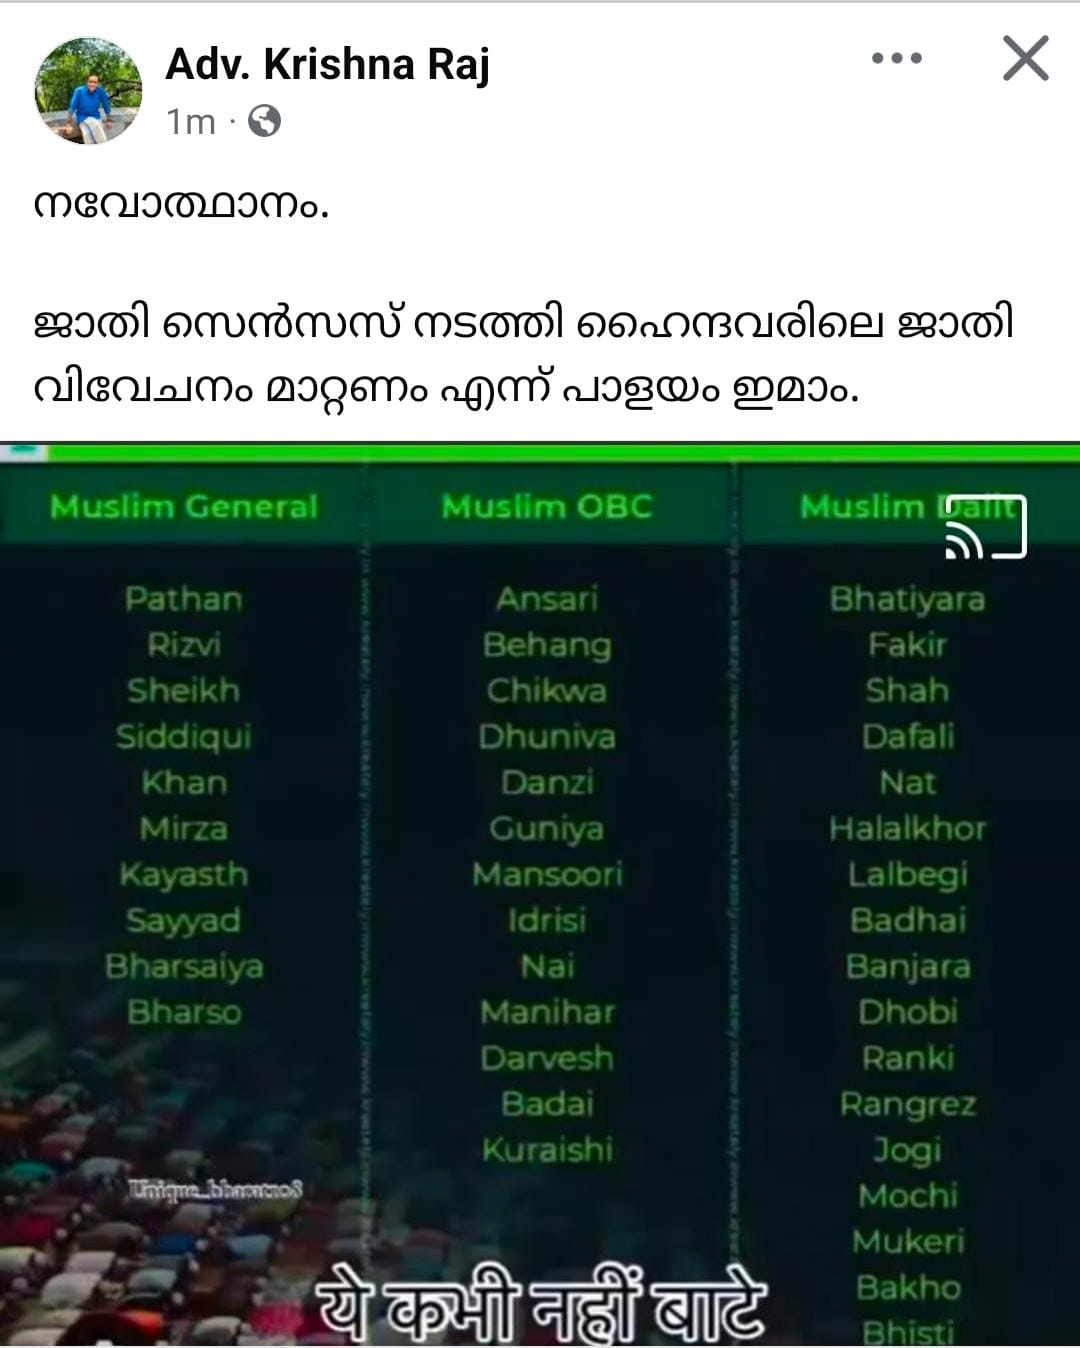 Adv. Krishna Raj
1m
നവോത്ഥാനം.
ജാതി സെൻസസ് നടത്തി ഹൈന്ദവരിലെ ജാതി
വിവേചനം മാറ്റണം എന്ന് പാളയം ഇമാം.
Muslim General
Pathan
Rizvi
Sheikh
Siddiqui
Khan
Mirza
Kayasth
Sayyad
Bharsaiya
Bharso
Muslim OBC
Ansari
Behang
Chikwa
Dhuniva
Danzi
Guniya
Mansoori
Idrisi
Nai
Manihar
Darvesh
Badai
Kuraishi
Muslim Dalit
Bhatiyara
Fakir
Shah
Dafali
Nat
Halalkhor
Lalbegi
Badhai
Banjara
Dhobi
Ranki
Rangrez
Jogi
Mochi
Mukeri
Bakho
Bhisti
ये कभी नहीं बाटे